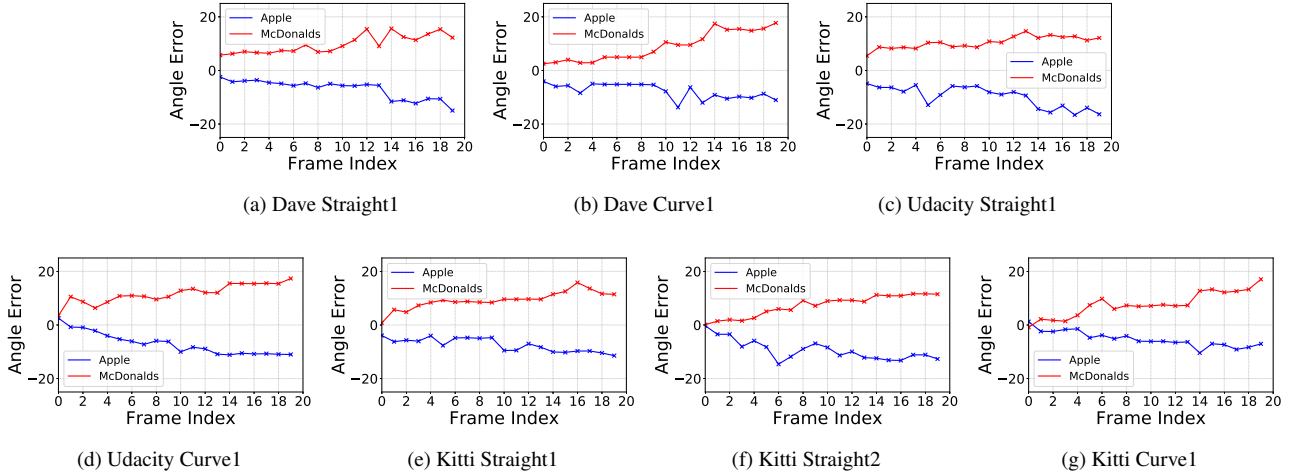 Angle Error
20
0
−20
Apple
McDonalds
0 2 4 6 8 10 12 14 16 18 20
Frame Index
(a) Dave Straight1
Angle Error
20
0
−20
Apple
McDonalds
0 2 4 6 8 10 12 14 16 18 20
Frame Index
(b) Dave Curve1
Angle Error
20
0
−20
Apple
McDonalds
0 2 4 6 8 10 12 14 16 18 20
Frame Index
(c) Udacity Straight1
Angle Error
20
0
−20
Apple
McDonalds
0 2 4 6 8 10 12 14 16 18 20
Frame Index
(d) Udacity Curve1
Angle Error
20
0
−20
Apple
McDonalds
0 2 4 6 8 10 12 14 16 18 20
Frame Index
(e) Kitti Straight1
Angle Error
20
0
−20
Apple
McDonalds
0 2 4 6 8 10 12 14 16 18 20
Frame Index
(f) Kitti Straight2
Angle Error
20
0
−20
Apple
McDonalds
0 2 4 6 8 10 12 14 16 18 20
Frame Index
(g) Kitti Curve1